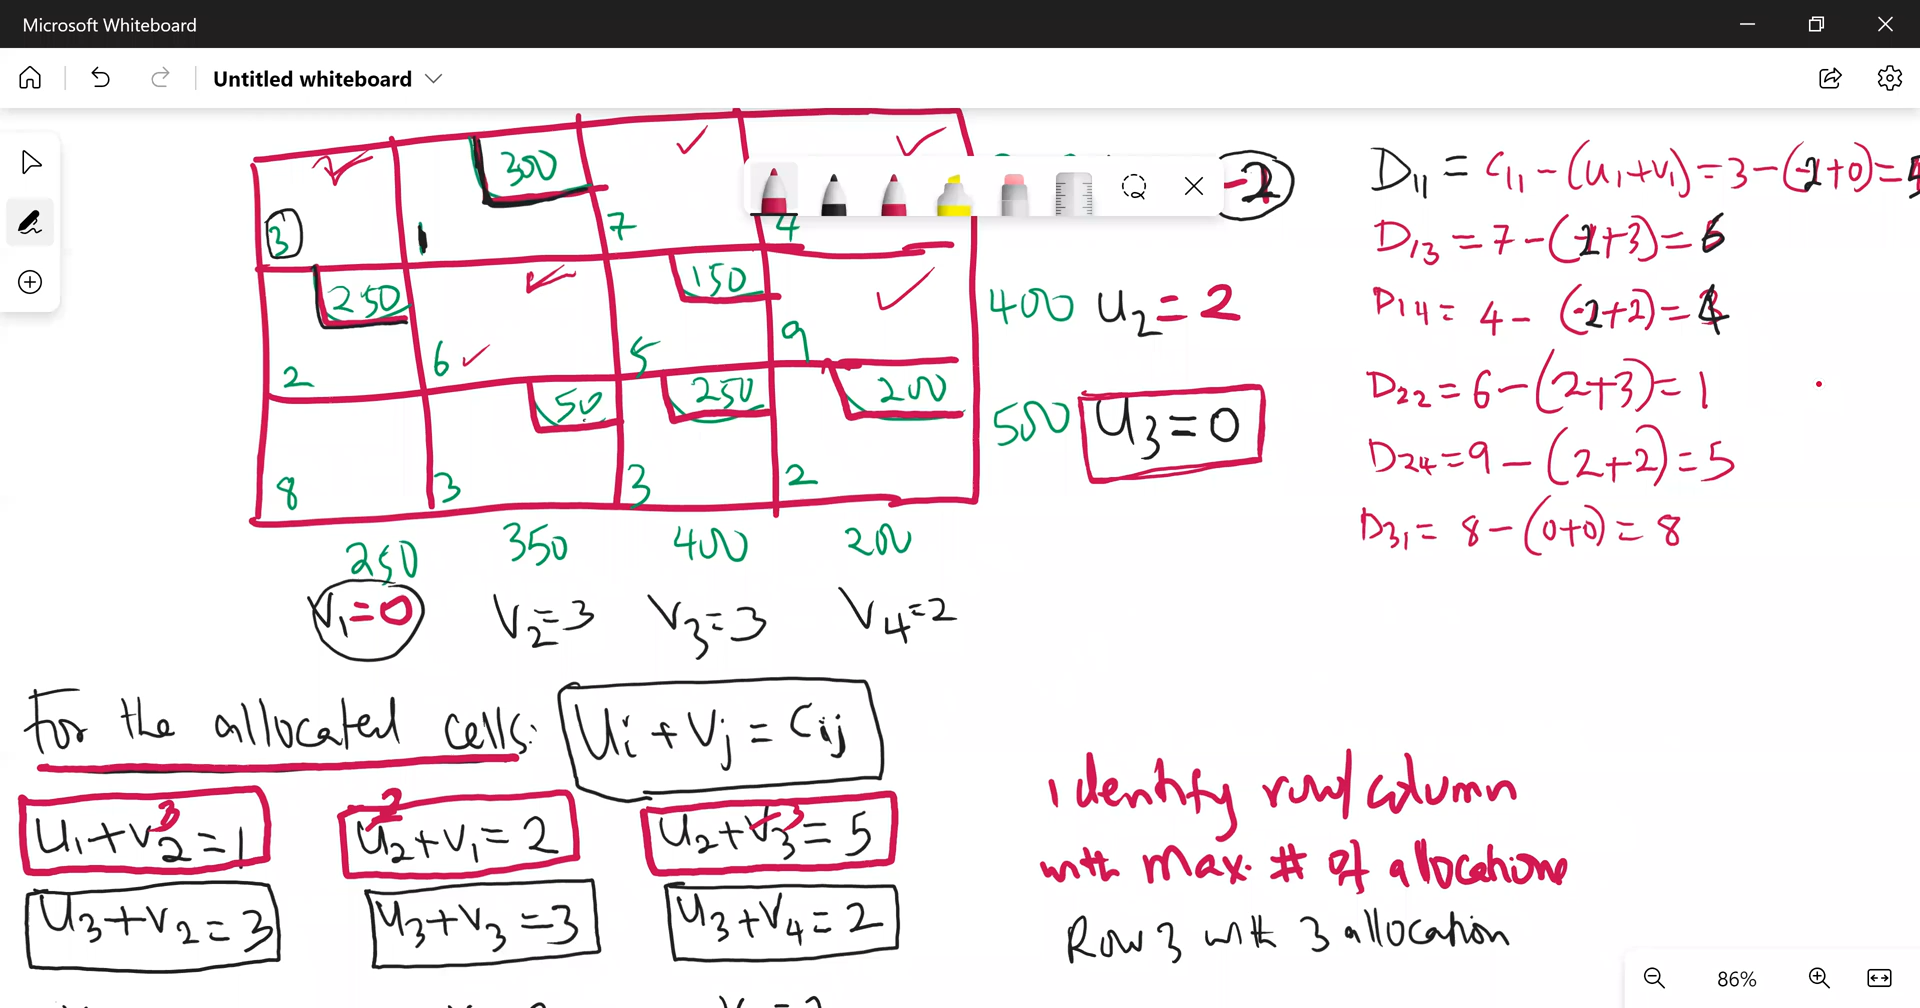 Microsoft Whiteboard
Untitled whiteboard
300
3 1 7 4
-2
250 150
2 6 5 9
400 u2 = 2
50 250 200
8 3 3 2
500 U3 = 0
250 350 400 200
V1 = 0 V2 = 3 V3 = 3 V4 = 2
D11 = C11 - (u1+v1) = 3 - (-2+0) =
D13 = 7 - (-2+3) = 6
D14 = 4 - (-2+2) = 4
D22 = 6 - (2+3) = 1
D24 = 9 - (2+2) = 5
D31 = 8 - (0+0) = 8
For the allocated cells: Ui + Vj = Cij
3 2 3
U1 + V2 = 1 U2 + V1 = 2 U2 + V3 = 5
U3 + V2 = 3 U3 + V3 = 3 U3 + V4 = 2
identify row/column
with max. # of allocations
Row 3 with 3 allocation
86%